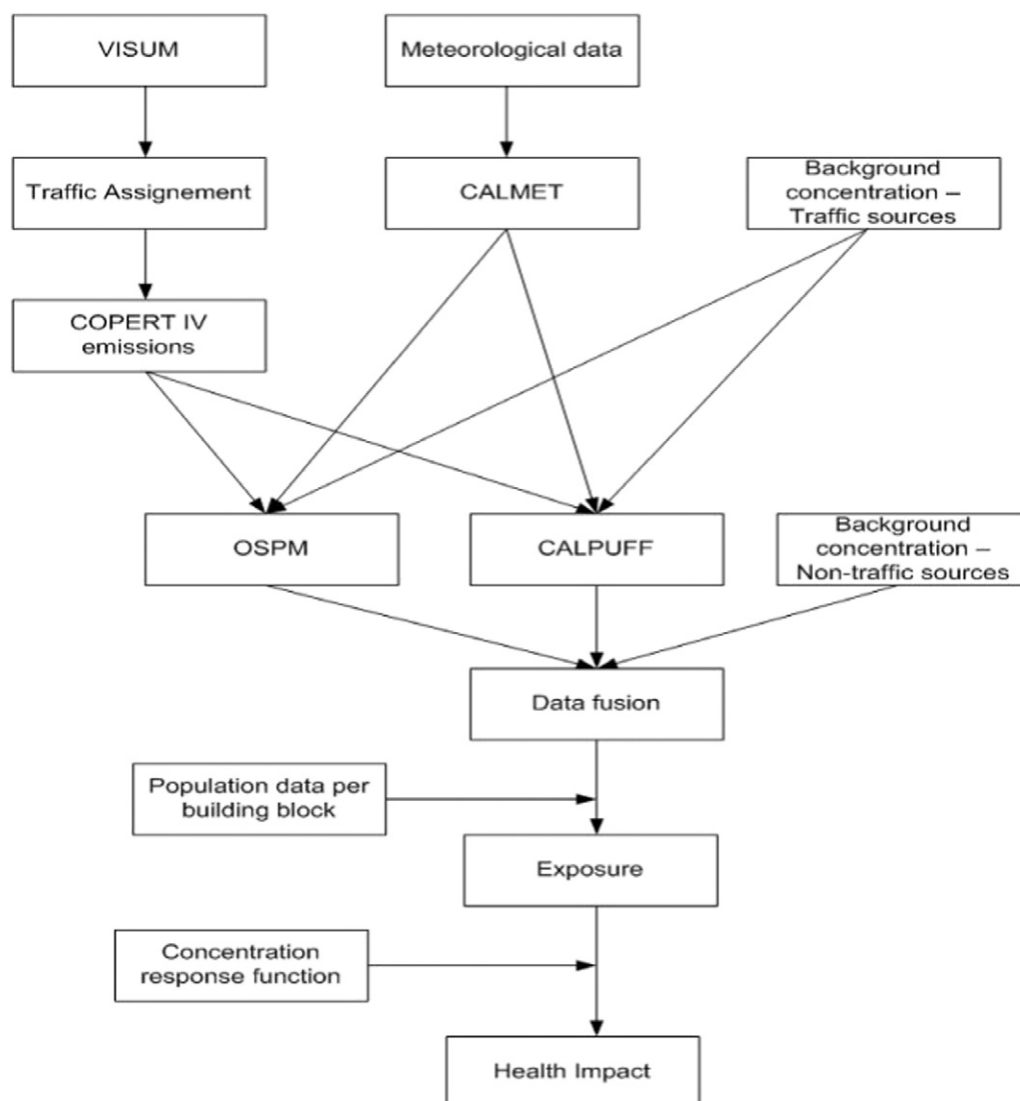 VISUM
Meteorological data
Traffic Assignement
CALMET
Background
concentration –
Traffic sources
COPERT IV
emissions
OSPM
CALPUFF
Background
concentration –
Non-traffic sources
Data fusion
Population data per
building block
Exposure
Concentration
response function
Health Impact